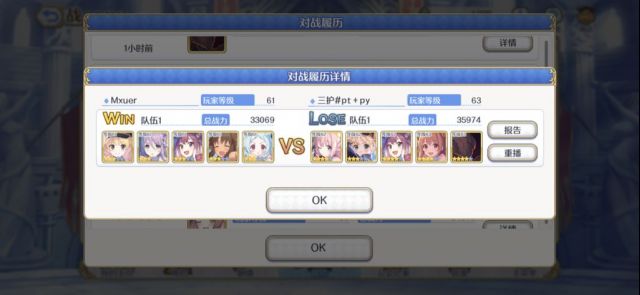 对战履历
1小时前
详情
对战履历详情
Mxuer
玩家等级
61
三护#pt+py
玩家等级
63
WIN
队伍1
总战力
33069
LOSE
队伍1
总战力
35974
VS
报告
重播
OK
详情
OK